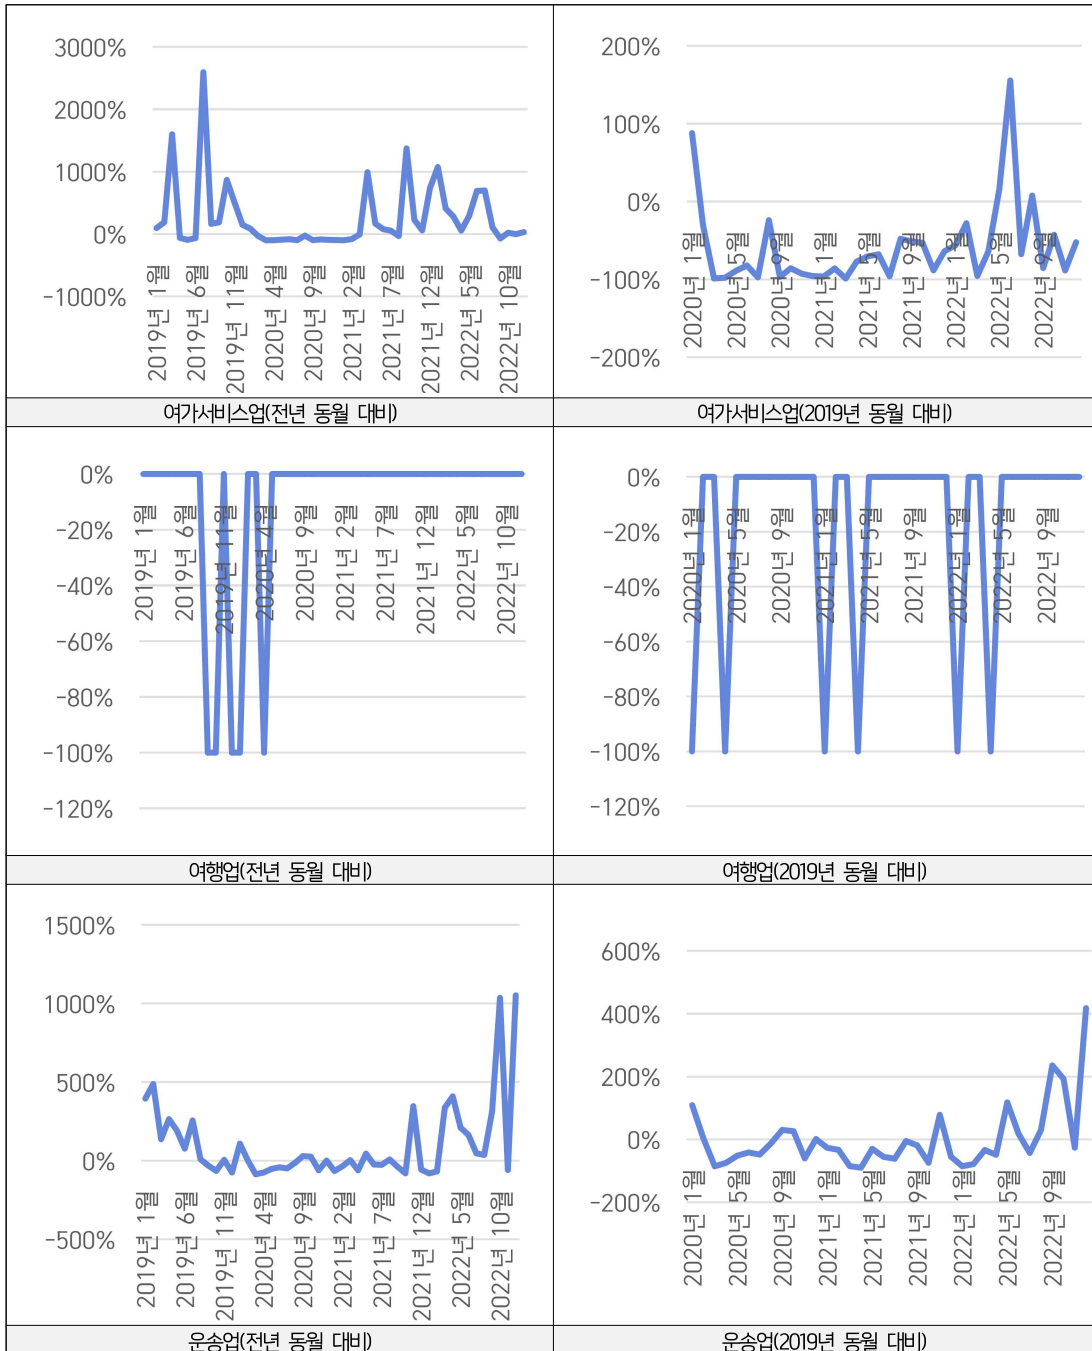 3000%
2000%
1000%
0%
-1000%
2019년 1월
2019년 6월
2019년 11월
2020년 4월
2020년 9월
2021년 2월
2021년 7월
2021년 12월
2022년 5월
2022년 10월
200%
100%
0%
-100%
-200%
2020년 1월
2020년 5월
2020년 9월
2021년 1월
2021년 5월
2021년 9월
2022년 1월
2022년 5월
2022년 9월
여가서비스업(전년 동월 대비)
여가서비스업(2019년 동월 대비)
0%
-20%
-40%
-60%
-80%
-100%
-120%
2019년 1월
2019년 6월
2019년 11월
2020년 4월
2020년 9월
2021년 2월
2021년 7월
2021년 12월
2022년 5월
2022년 10월
0%
-20%
-40%
-60%
-80%
-100%
-120%
2020년 1월
2020년 5월
2020년 9월
2021년 1월
2021년 5월
2021년 9월
2022년 1월
2022년 5월
2022년 9월
여행업(전년 동월 대비)
여행업(2019년 동월 대비)
1500%
1000%
500%
0%
-500%
2019년 1월
2019년 6월
2019년 11월
2020년 4월
2020년 9월
2021년 2월
2021년 7월
2021년 12월
2022년 5월
2022년 10월
600%
400%
200%
0%
-200%
2020년 1월
2020년 5월
2020년 9월
2021년 1월
2021년 5월
2021년 9월
2022년 1월
2022년 5월
2022년 9월
운송업(전년 동월 대비)
운송업(2019년 동월 대비)